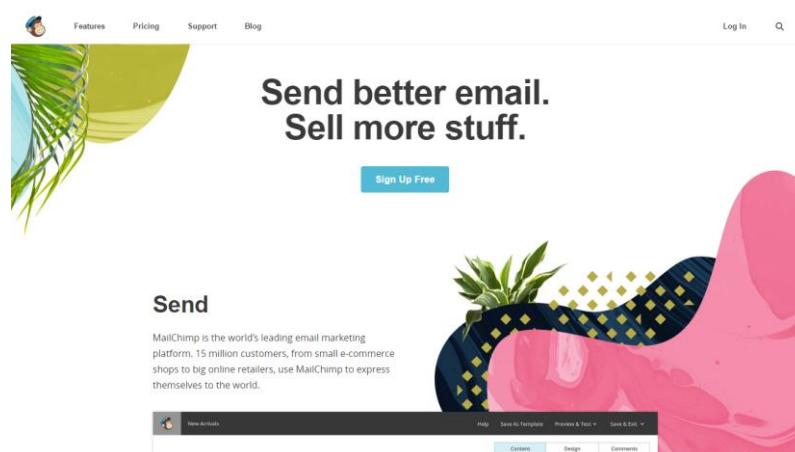 Features Pricing Support Blog Log In
Send better email.
Sell more stuff.
Sign Up Free
Send
MailChimp is the world's leading email marketing
platform. 15 million customers, from small e-commerce
shops to big online retailers, use MailChimp to express
themselves to the world.
New Arrivals Help Save As Template Preview & Test Save & Exit
Content Design Comments